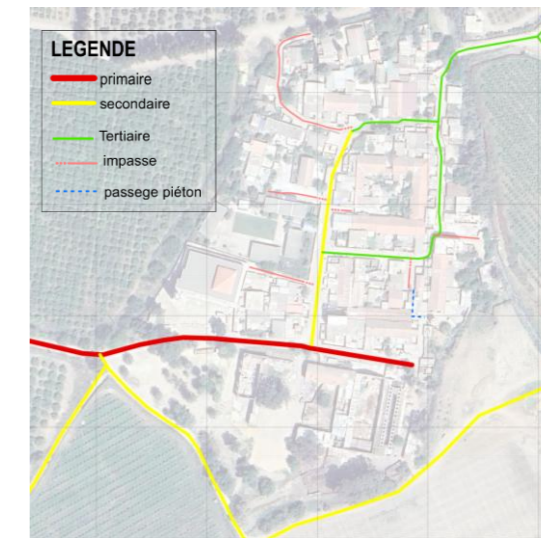 LEGENDE
primaire
secondaire
Tertiaire
impasse
passege piéton